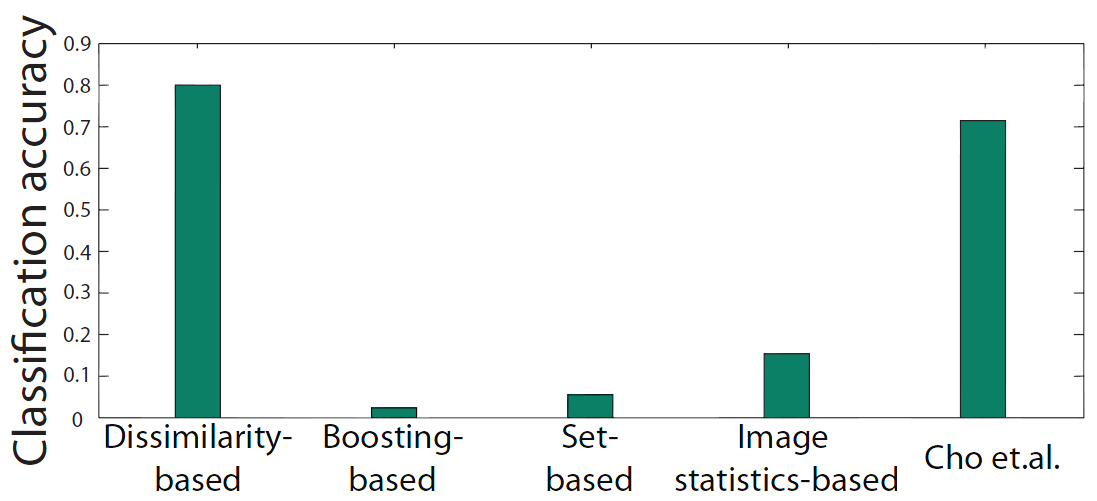 Classification accuracy
0.9
0.8
0.7
0.6
0.5
0.4
0.3
0.2
0.1
0
Dissimilarity-
based
Boosting-
based
Set-
based
Image
statistics-based
Cho et.al.